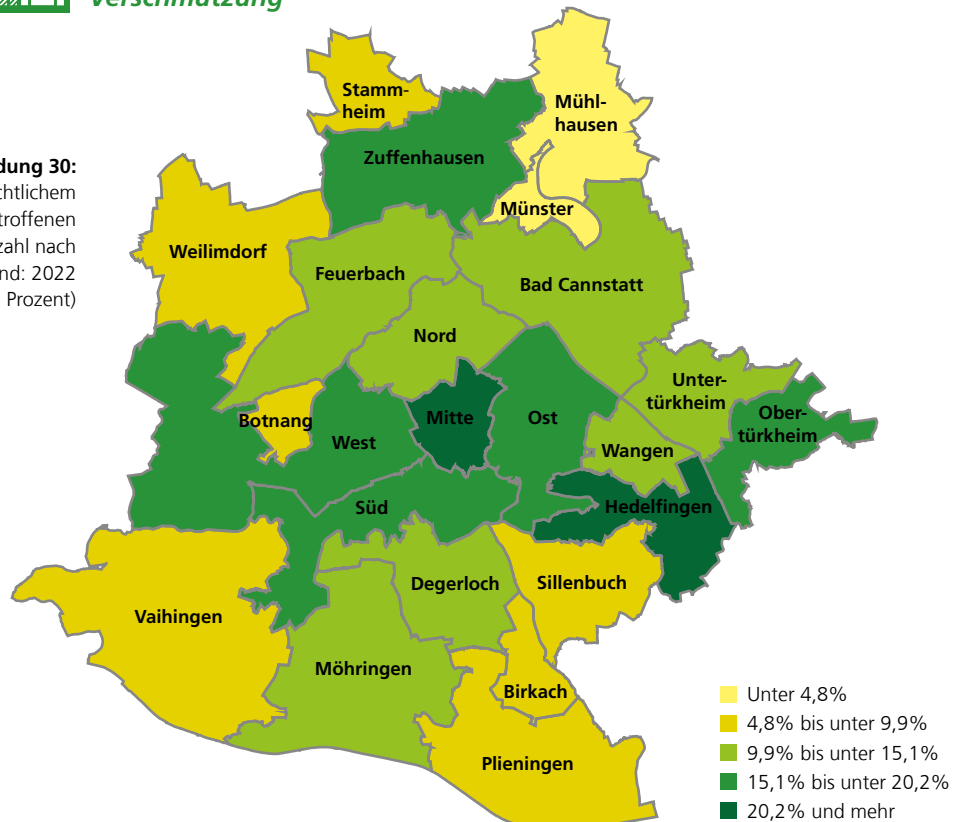 Verschmutzung
dung 30:
chtlichem
troffenen
zahl nach
nd: 2022
Prozent)
Stamm-
heim
Mühl-
hausen
Zuffenhausen
Münster
Weilimdorf
Feuerbach
Bad Cannstatt
Nord
Unter-
türkheim
Ober-
türkheim
Botnang
West
Mitte
Ost
Wangen
Süd
Hedelfingen
Degerloch
Sillenbuch
Vaihingen
Möhringen
Birkach
Plieningen
Unter 4,8%
4,8% bis unter 9,9%
9,9% bis unter 15,1%
15,1% bis unter 20,2%
20,2% und mehr